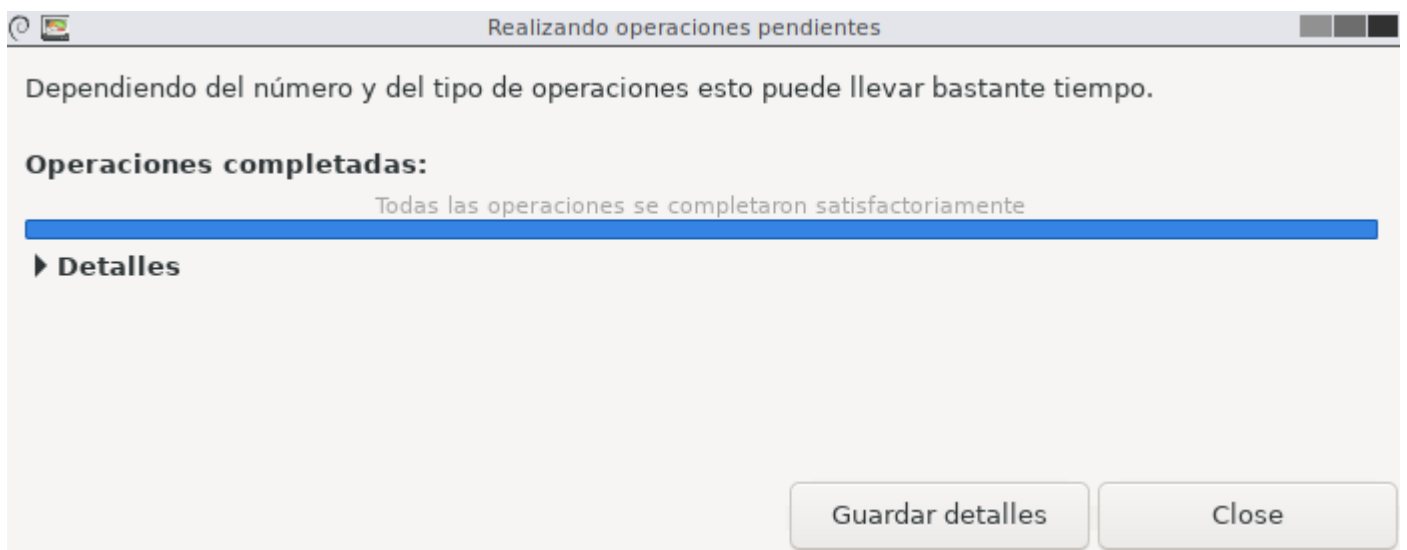 Realizando operaciones pendientes
Dependiendo del número y del tipo de operaciones esto puede llevar bastante tiempo.
Operaciones completadas:
Todas las operaciones se completaron satisfactoriamente
Detalles
Guardar detalles
Close